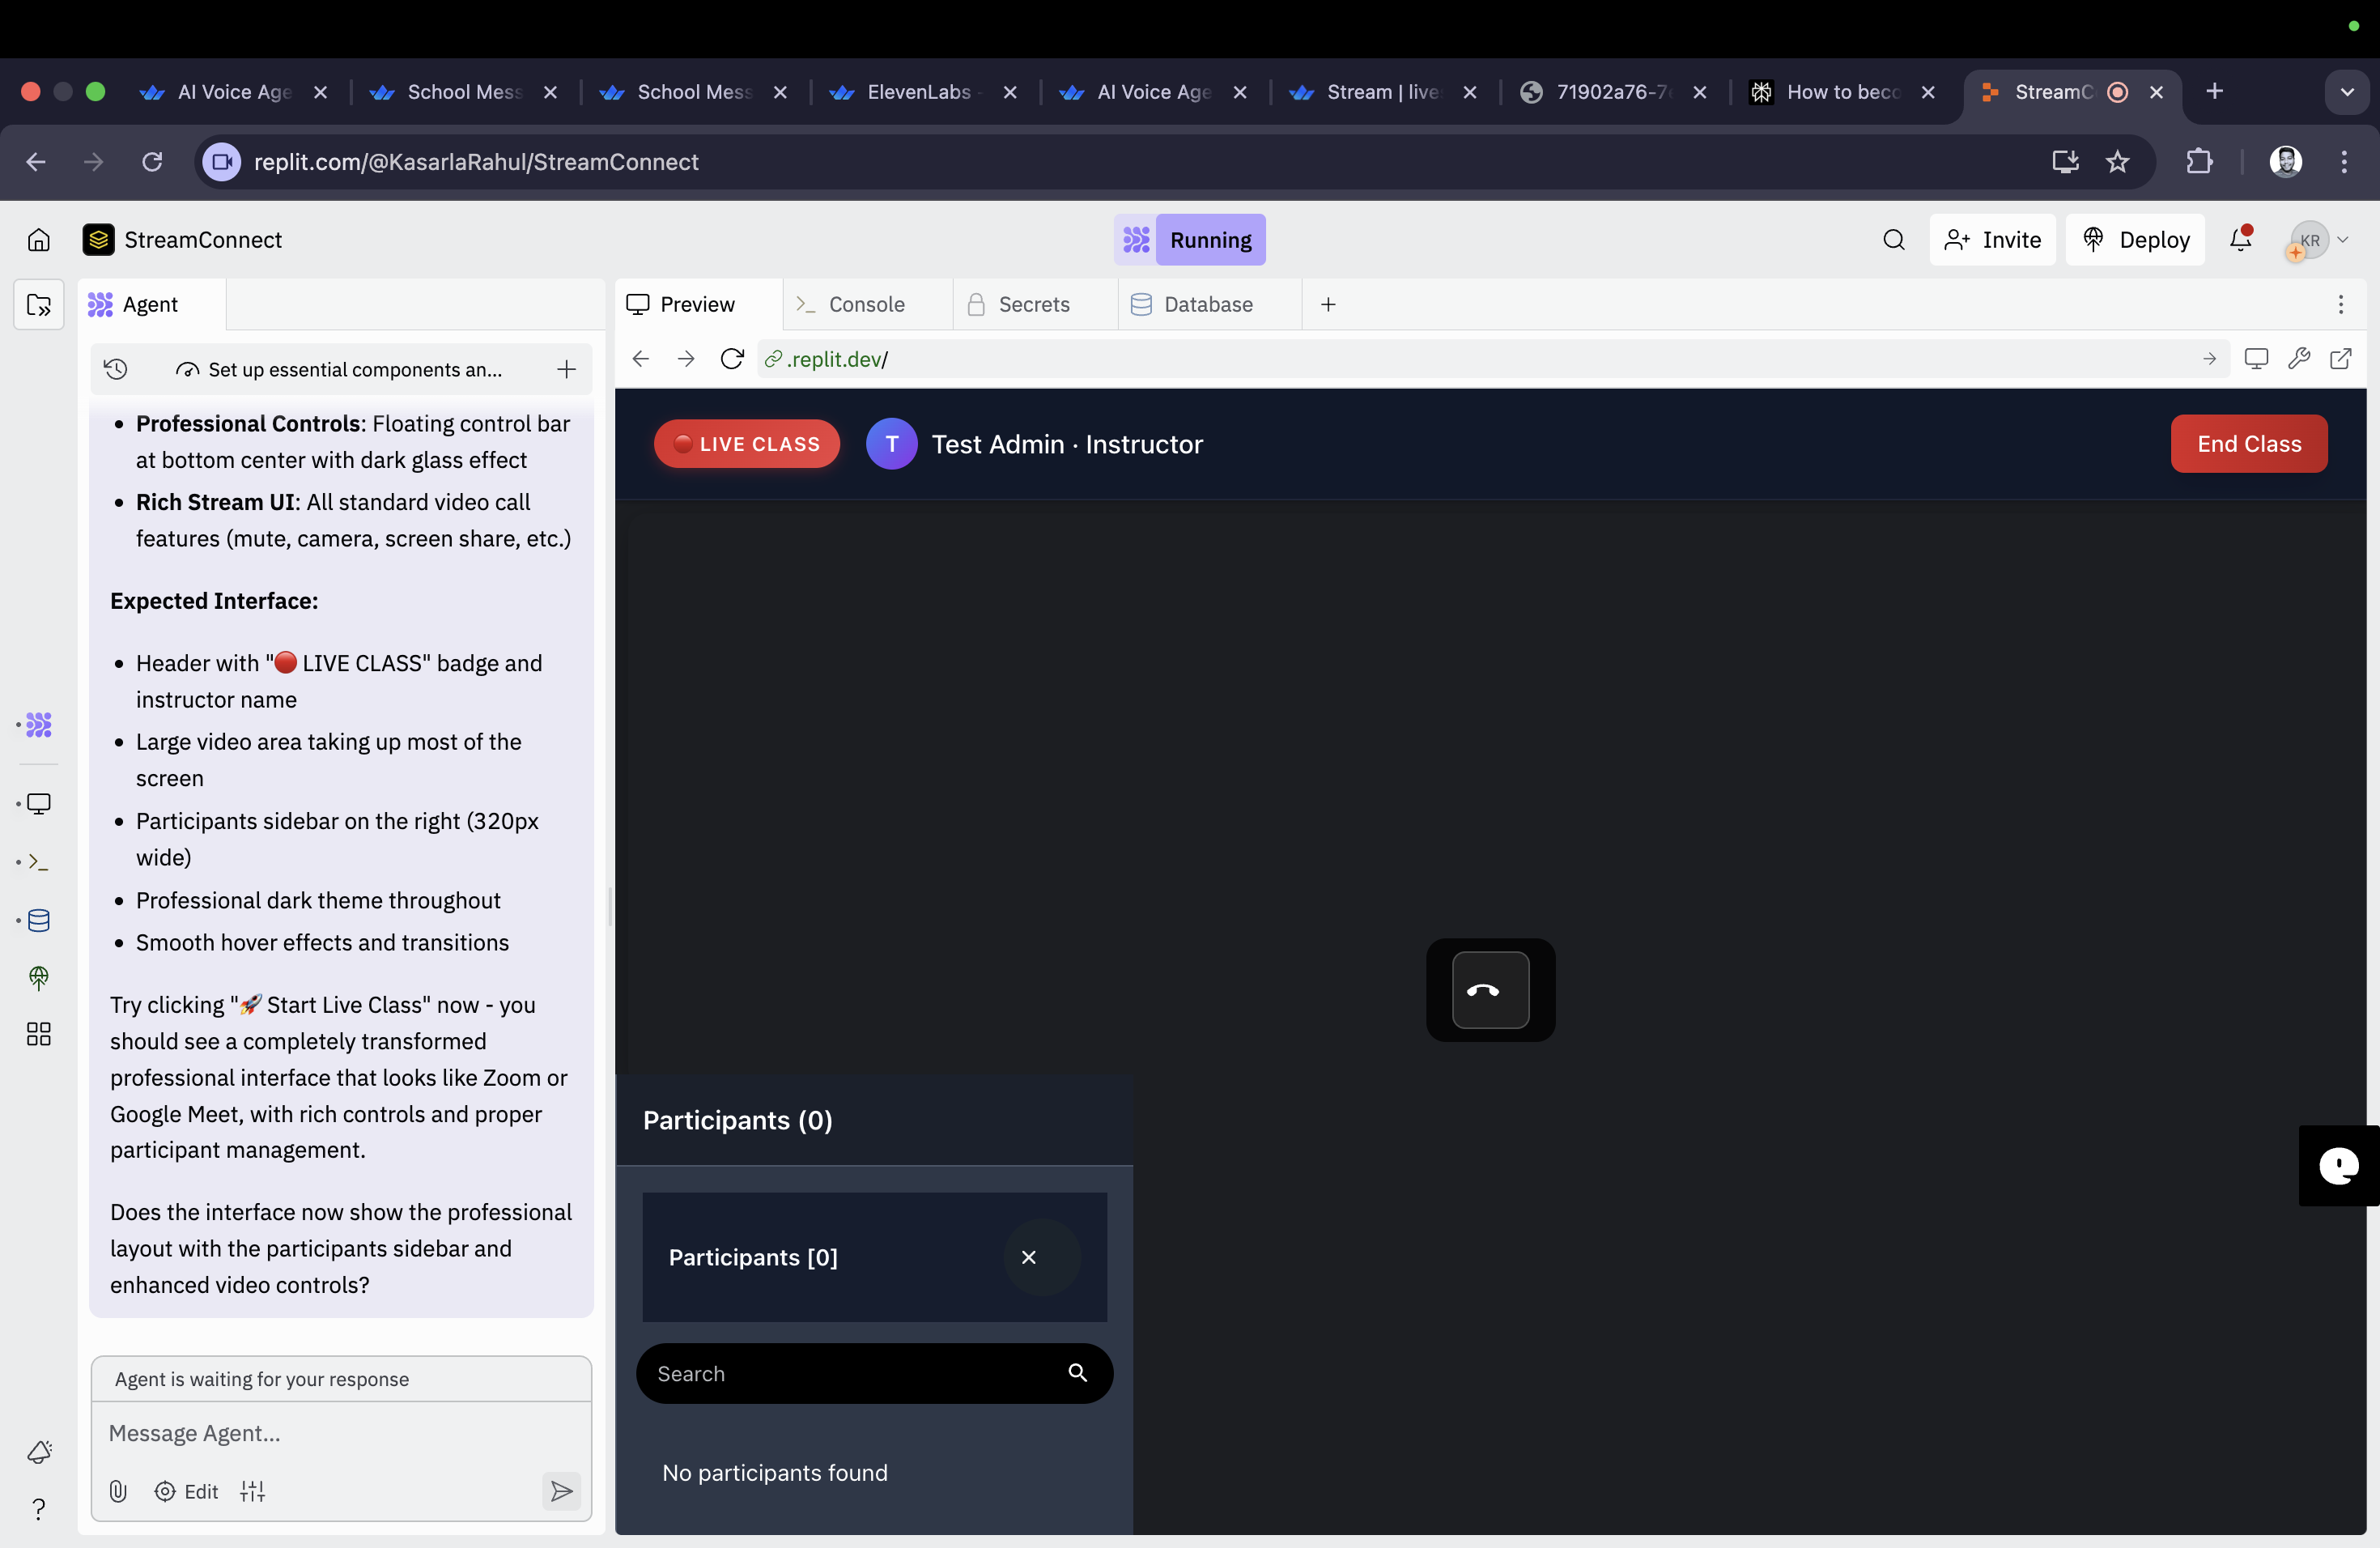 AI Voice Age
School Mess
School Mess
ElevenLabs -
AI Voice Age
Stream | live
71902a76-7
How to beco
StreamC
replit.com/@KasarlaRahul/StreamConnect
StreamConnect
Running
Invite
Deploy
KR
Agent
Preview
Console
Secrets
Database
Set up essential components an...
.replit.dev/
• Professional Controls: Floating control bar
at bottom center with dark glass effect
• Rich Stream UI: All standard video call
features (mute, camera, screen share, etc.)
Expected Interface:
• Header with "🔴 LIVE CLASS" badge and
instructor name
• Large video area taking up most of the
screen
• Participants sidebar on the right (320px
wide)
• Professional dark theme throughout
• Smooth hover effects and transitions
Try clicking "🚀 Start Live Class" now - you
should see a completely transformed
professional interface that looks like Zoom or
Google Meet, with rich controls and proper
participant management.
Does the interface now show the professional
layout with the participants sidebar and
enhanced video controls?
Agent is waiting for your response
Message Agent...
Edit
🔴 LIVE CLASS
T
Test Admin · Instructor
End Class
Participants (0)
Participants [0]
Search
No participants found